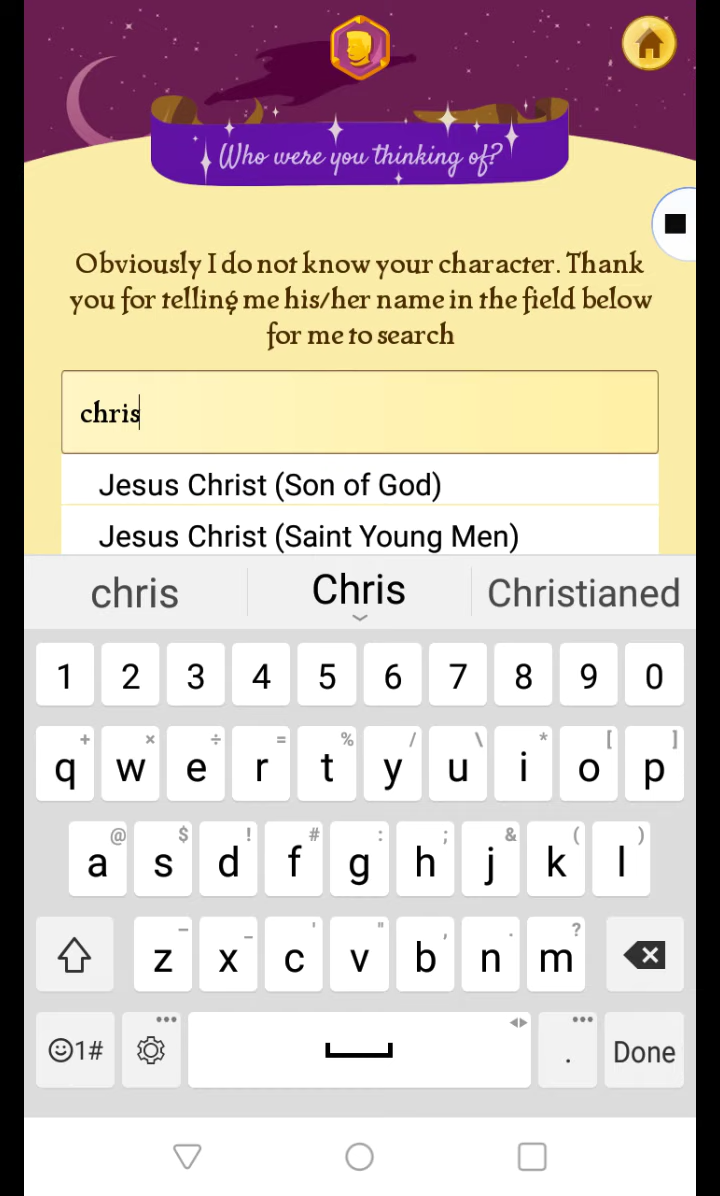 Who were you thinking of?
Obviously I do not know your character. Thank
you for telling me his/her name in the field below
for me to search
chris
Jesus Christ (Son of God)
Jesus Christ (Saint Young Men)
chris Chris Christianed
1 2 3 4 5 6 7 8 9 0
+ × ÷ = % / \ * [ ]
q w e r t y u i o p
@ $ ! # : ; & ( )
a s d f g h j k l
– _ ' " , . ?
z x c v b n m
1# . Done